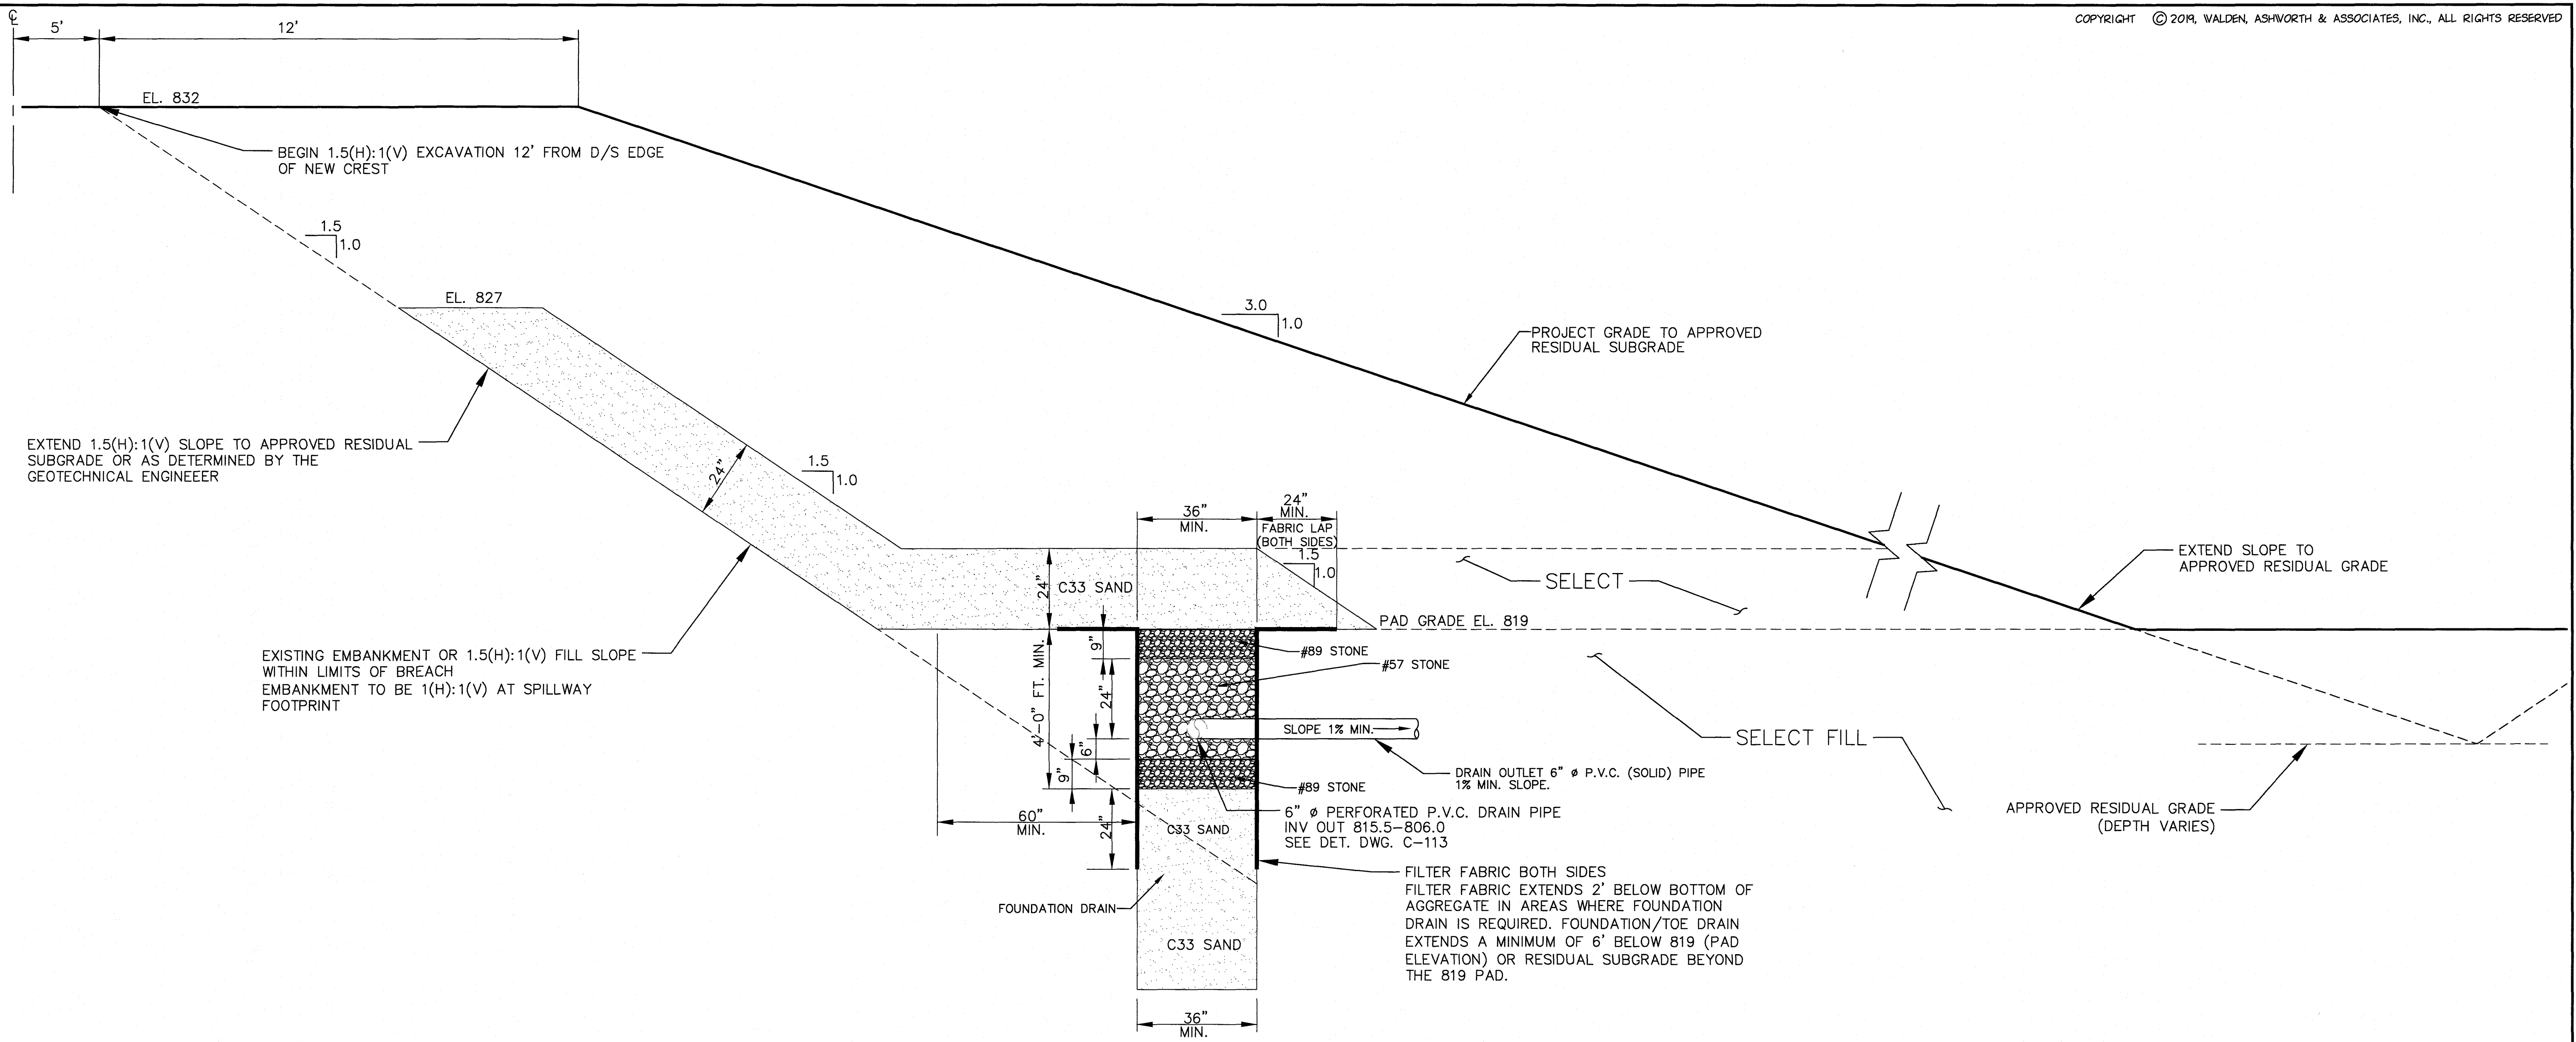 COPYRIGHT © 2019, WALDEN, ASHWORTH & ASSOCIATES, INC., ALL RIGHTS RESERVED
℄
5'
12'
EL. 832
BEGIN 1.5(H):1(V) EXCAVATION 12' FROM D/S EDGE
OF NEW CREST
1.5
1.0
EL. 827
3.0
1.0
PROJECT GRADE TO APPROVED
RESIDUAL SUBGRADE
EXTEND 1.5(H):1(V) SLOPE TO APPROVED RESIDUAL
SUBGRADE OR AS DETERMINED BY THE
GEOTECHNICAL ENGINEEER
24"
1.5
1.0
36"
MIN.
24"
MIN.
FABRIC LAP
(BOTH SIDES)
1.5
1.0
EXTEND SLOPE TO
APPROVED RESIDUAL GRADE
SELECT
24"
C33 SAND
PAD GRADE EL. 819
EXISTING EMBANKMENT OR 1.5(H):1(V) FILL SLOPE
WITHIN LIMITS OF BREACH
EMBANKMENT TO BE 1(H):1(V) AT SPILLWAY
FOOTPRINT
4'-0" FT. MIN.
9"
#89 STONE
#57 STONE
24"
SLOPE 1% MIN.
SELECT FILL
6"
9"
DRAIN OUTLET 6" ø P.V.C. (SOLID) PIPE
1% MIN. SLOPE.
#89 STONE
6" ø PERFORATED P.V.C. DRAIN PIPE
INV OUT 815.5-806.0
SEE DET. DWG. C-113
APPROVED RESIDUAL GRADE
(DEPTH VARIES)
60"
MIN.
24"
C33 SAND
FILTER FABRIC BOTH SIDES
FILTER FABRIC EXTENDS 2' BELOW BOTTOM OF
AGGREGATE IN AREAS WHERE FOUNDATION
DRAIN IS REQUIRED. FOUNDATION/TOE DRAIN
EXTENDS A MINIMUM OF 6' BELOW 819 (PAD
ELEVATION) OR RESIDUAL SUBGRADE BEYOND
THE 819 PAD.
FOUNDATION DRAIN
C33 SAND
36"
MIN.